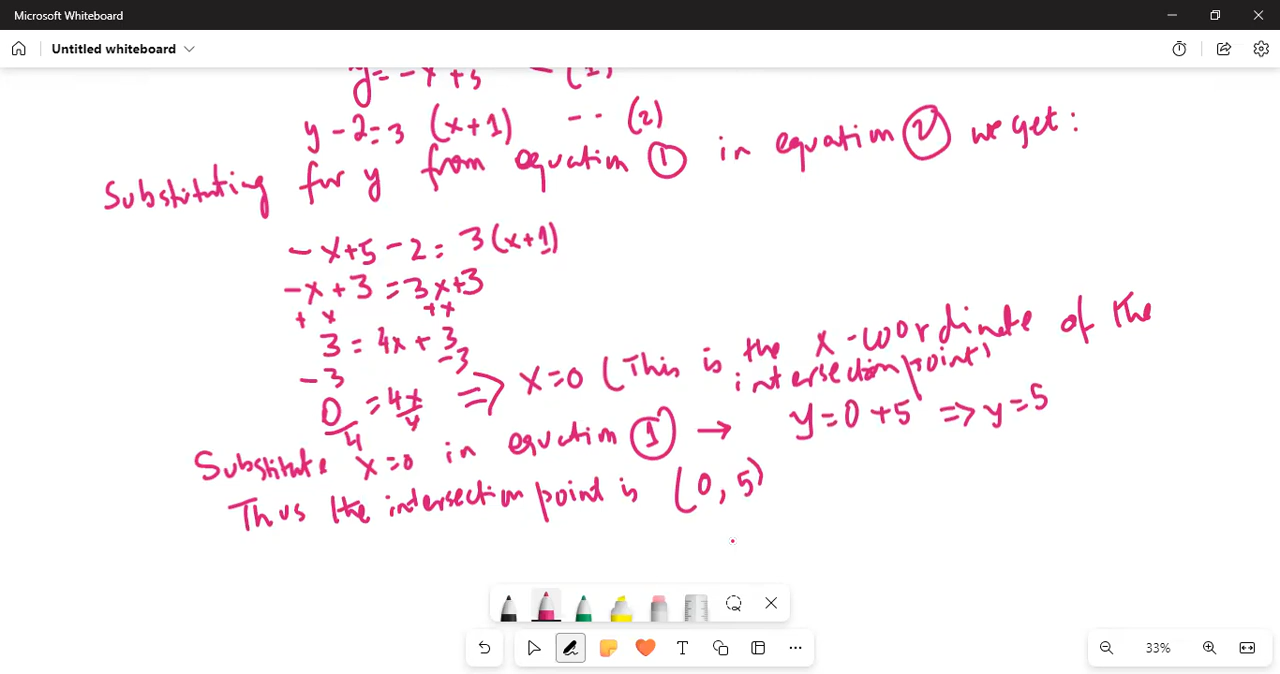 Microsoft Whiteboard
Untitled whiteboard
y = -x + 5 -- (1)
y - 2 = 3 (x+1) -- (2)
Substituting for y from equation ① in equation ② we get:
-x+5-2 = 3(x+1)
-x + 3 = 3x+3
+x +x
3 = 4x + 3
-3 -3
0/4 = 4x/4 => x=0 (This is the x-coordinate of the intersection point)
Substitute x=0 in equation ① → y=0+5 => y=5
Thus the intersection point is (0, 5)
33%